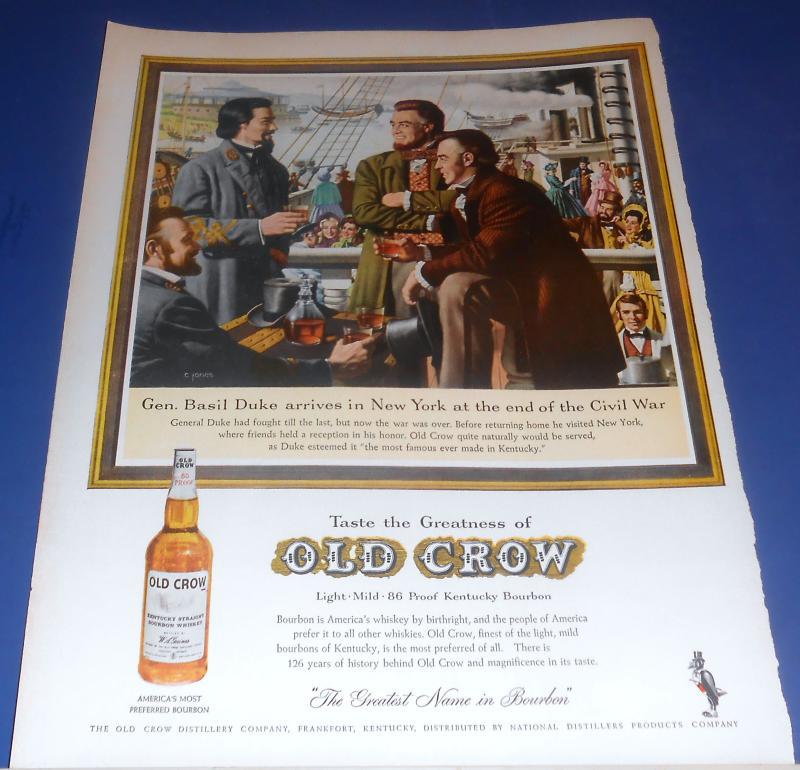 C JONES
Gen. Basil Duke arrives in New York at the end of the Civil War
General Duke had fought till the last, but now the war was over. Before returning home he visited New York,
where friends held a reception in his honor. Old Crow quite naturally would be served,
as Duke esteemed it "the most famous ever made in Kentucky."
OLD
CROW
86
PROOF
OLD CROW
KENTUCKY STRAIGHT
BOURBON WHISKEY
AMERICA'S MOST
PREFERRED BOURBON
Taste the Greatness of
OLD CROW
Light·Mild·86 Proof Kentucky Bourbon
Bourbon is America's whiskey by birthright, and the people of America
prefer it to all other whiskies. Old Crow, finest of the light, mild
bourbons of Kentucky, is the most preferred of all. There is
126 years of history behind Old Crow and magnificence in its taste.
"The Greatest Name in Bourbon"
THE OLD CROW DISTILLERY COMPANY, FRANKFORT, KENTUCKY, DISTRIBUTED BY NATIONAL DISTILLERS PRODUCTS COMPANY